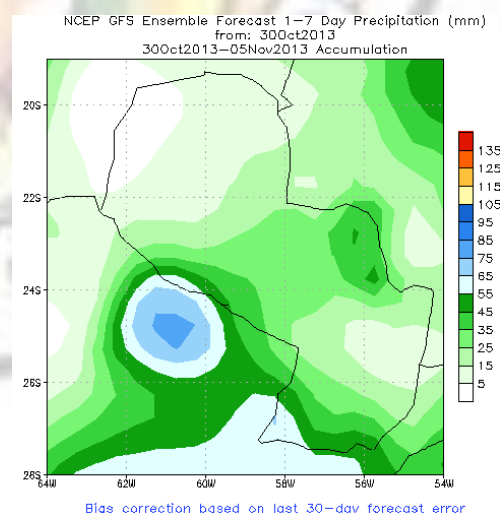 NCEP GFS Ensemble Forecast 1-7 Day Precipitation (mm)
from: 30Oct2013
30Oct2013-05Nov2013 Accumulation
20S
22S
24S
26S
28S
64W 62W 60W 58W 56W 54W
135
125
115
105
95
85
75
65
55
45
35
25
15
5
Bias correction based on last 30-day forecast error